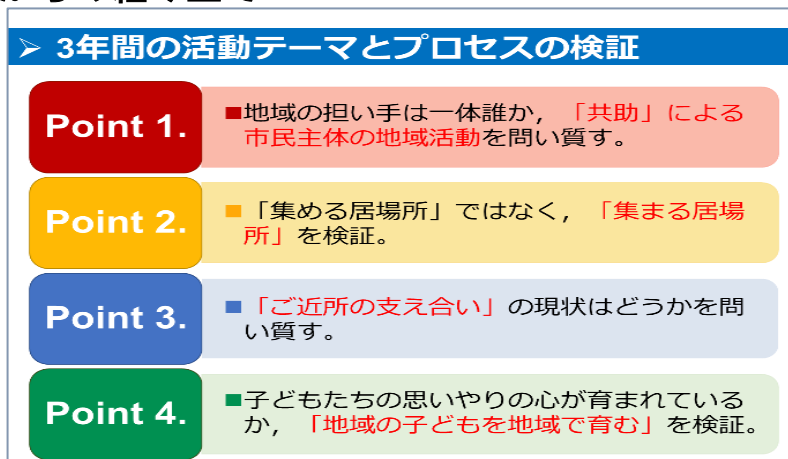 ➢ 3年間の活動テーマとプロセスの検証
Point 1.
■地域の担い手は一体誰か，「共助」による
市民主体の地域活動を問い質す。
Point 2.
■「集める居場所」ではなく，「集まる居場
所」を検証。
Point 3.
■「ご近所の支え合い」の現状はどうかを問
い質す。
Point 4.
■子どもたちの思いやりの心が育まれている
か，「地域の子どもを地域で育む」を検証。